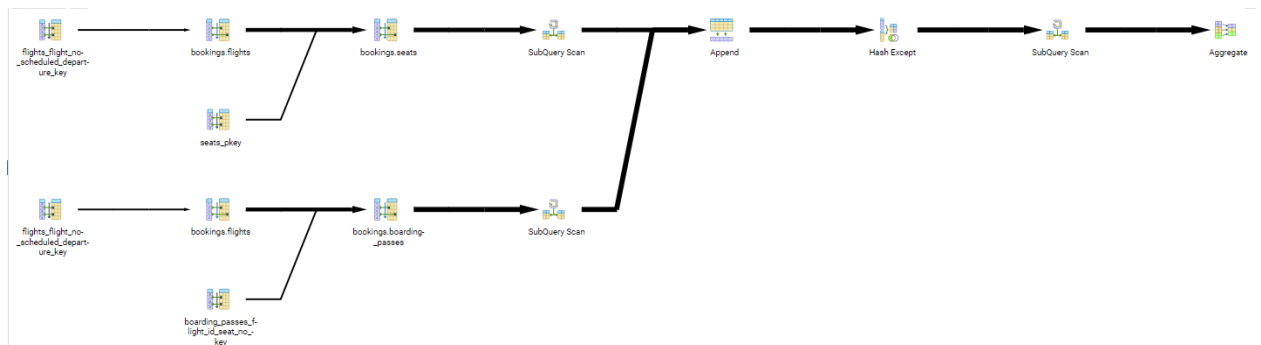 flights_flight_no-
_scheduled_depart-
ure_key
bookings.flights
bookings.seats
SubQuery Scan
Append
Hash Except
SubQuery Scan
Aggregate
seats_pkey
flights_flight_no-
_scheduled_depart-
ure_key
bookings.flights
bookings.boarding-
_passes
SubQuery Scan
boarding_passes_f-
light_id_seat_no_-
key